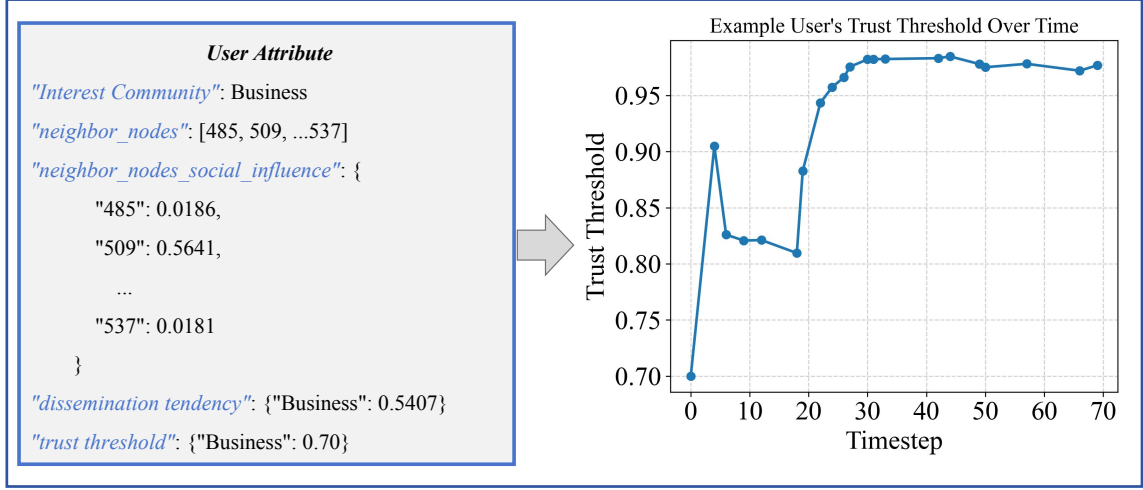 User Attribute
"Interest Community": Business
"neighbor_nodes": [485, 509, ...537]
"neighbor_nodes_social_influence": {
"485": 0.0186,
"509": 0.5641,
...
"537": 0.0181
}
"dissemination tendency": {"Business": 0.5407}
"trust threshold": {"Business": 0.70}
Example User's Trust Threshold Over Time
Trust Threshold
0.95
0.90
0.85
0.80
0.75
0.70
0 10 20 30 40 50 60 70
Timestep